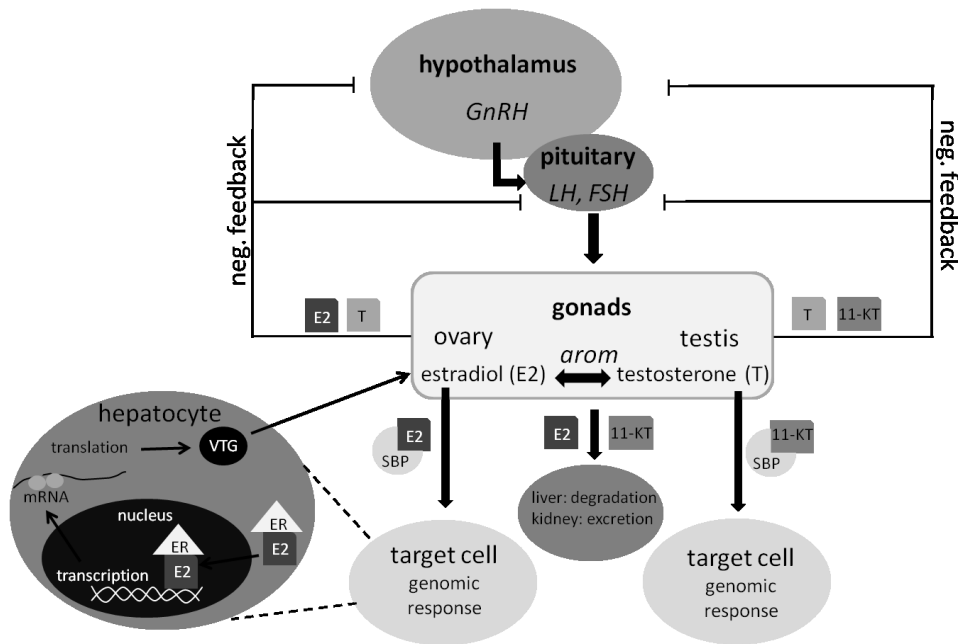 hypothalamus
GnRH
pituitary
LH, FSH
neg. feedback
neg. feedback
E2
T
gonads
T
11-KT
ovary
testis
arom
estradiol (E2)
testosterone (T)
hepatocyte
translation
VTG
mRNA
nucleus
ER
E2
ER
E2
transcription
SBP
E2
E2
11-KT
11-KT
SBP
liver: degradation
kidney: excretion
target cell
genomic
response
target cell
genomic
response